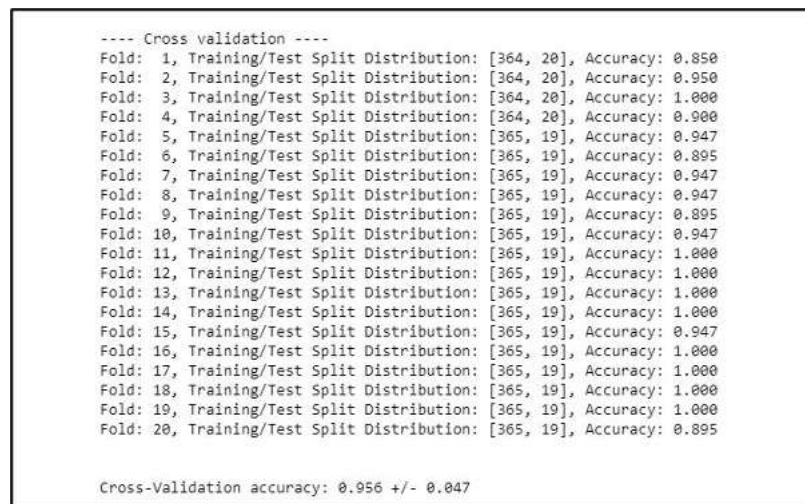 ---- Cross validation ----
Fold:  1, Training/Test Split Distribution: [364, 20], Accuracy: 0.850
Fold:  2, Training/Test Split Distribution: [364, 20], Accuracy: 0.950
Fold:  3, Training/Test Split Distribution: [364, 20], Accuracy: 1.000
Fold:  4, Training/Test Split Distribution: [364, 20], Accuracy: 0.900
Fold:  5, Training/Test Split Distribution: [365, 19], Accuracy: 0.947
Fold:  6, Training/Test Split Distribution: [365, 19], Accuracy: 0.895
Fold:  7, Training/Test Split Distribution: [365, 19], Accuracy: 0.947
Fold:  8, Training/Test Split Distribution: [365, 19], Accuracy: 0.947
Fold:  9, Training/Test Split Distribution: [365, 19], Accuracy: 0.895
Fold: 10, Training/Test Split Distribution: [365, 19], Accuracy: 0.947
Fold: 11, Training/Test Split Distribution: [365, 19], Accuracy: 1.000
Fold: 12, Training/Test Split Distribution: [365, 19], Accuracy: 1.000
Fold: 13, Training/Test Split Distribution: [365, 19], Accuracy: 1.000
Fold: 14, Training/Test Split Distribution: [365, 19], Accuracy: 1.000
Fold: 15, Training/Test Split Distribution: [365, 19], Accuracy: 0.947
Fold: 16, Training/Test Split Distribution: [365, 19], Accuracy: 1.000
Fold: 17, Training/Test Split Distribution: [365, 19], Accuracy: 1.000
Fold: 18, Training/Test Split Distribution: [365, 19], Accuracy: 1.000
Fold: 19, Training/Test Split Distribution: [365, 19], Accuracy: 1.000
Fold: 20, Training/Test Split Distribution: [365, 19], Accuracy: 0.895
Cross-Validation accuracy: 0.956 +/- 0.047